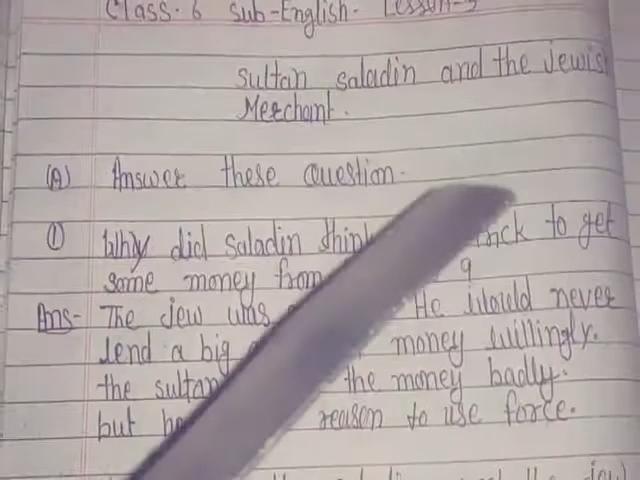 Class. 6 Sub-English. Lesson-
Sultan saladin and the Jewish
Merchant.
(A) Answer these question.
① Why did saladin think to get
some money from
Ans- The Jew was He would never
lend a big money willingly.
the sultan the money badly.
but reason to use force.